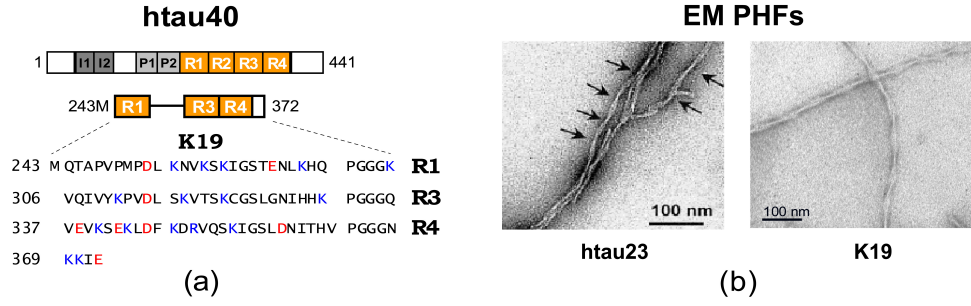 htau40
EM PHFs
1 I1 I2 P1 P2 R1 R2 R3 R4 441
243M R1 R3 R4 372
K19
243 M QTAPVPMPDL KNVKSKIGSTENLKHQ PGGGK R1
306 VQIVYKPVDL SKVTSKCGSLGNIHHK PGGGQ R3
337 VEVKSEKLDF KDRVQSKIGSLDNITHV PGGGN R4
369 KKIE
(a)
100 nm
100 nm
htau23
K19
(b)